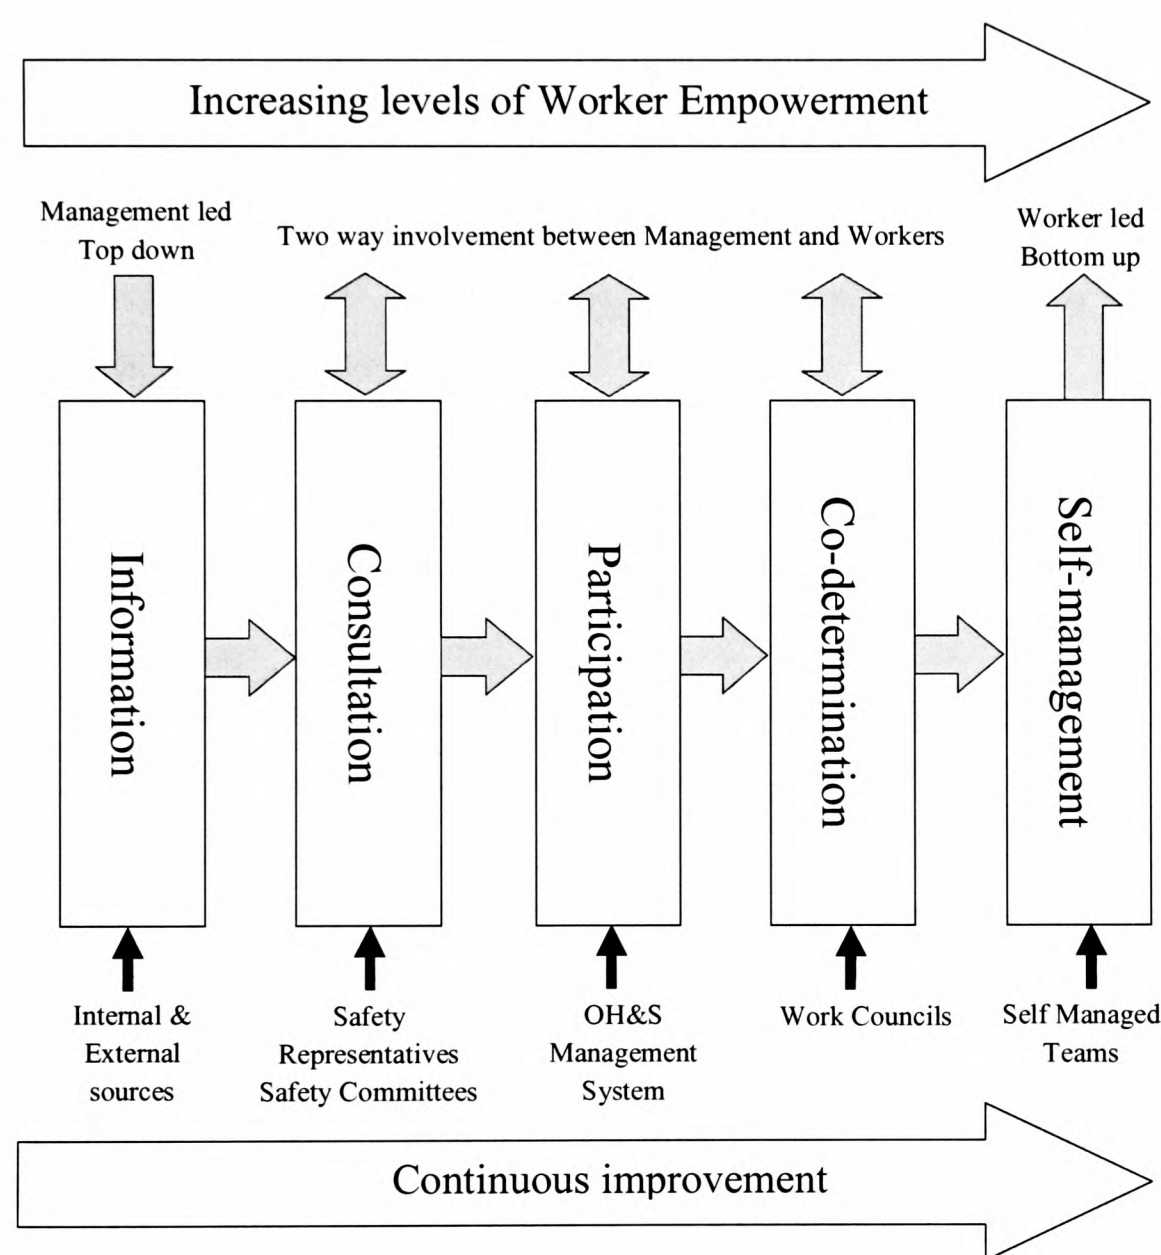 Increasing levels of Worker Empowerment
Management led
Top down
Two way involvement between Management and Workers
Worker led
Bottom up
Information
Consultation
Participation
Co-determination
Self-management
Internal &
External
sources
Safety
Representatives
Safety Committees
OH&S
Management
System
Work Councils
Self Managed
Teams
Continuous improvement